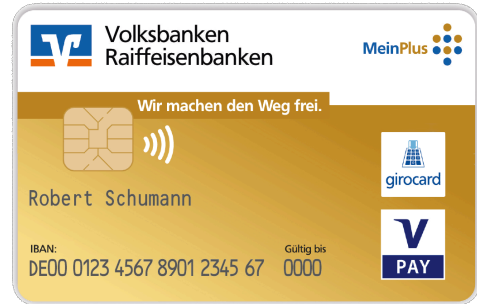 Volksbanken
Raiffeisenbanken
MeinPlus
Wir machen den Weg frei.
girocard
Robert Schumann
V
PAY
IBAN: Gültig bis
DE00 0123 4567 8901 2345 67 0000